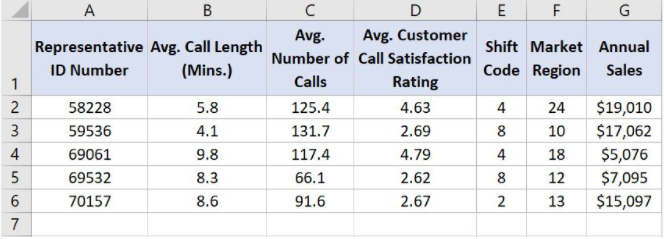 A B C D E F G
1 Representative ID Number Avg. Call Length (Mins.) Avg. Number of Calls Avg. Customer Call Satisfaction Rating Shift Code Market Region Annual Sales
2 58228 5.8 125.4 4.63 4 24 $19,010
3 59536 4.1 131.7 2.69 8 10 $17,062
4 69061 9.8 117.4 4.79 4 18 $5,076
5 69532 8.3 66.1 2.62 8 12 $7,095
6 70157 8.6 91.6 2.67 2 13 $15,097
7